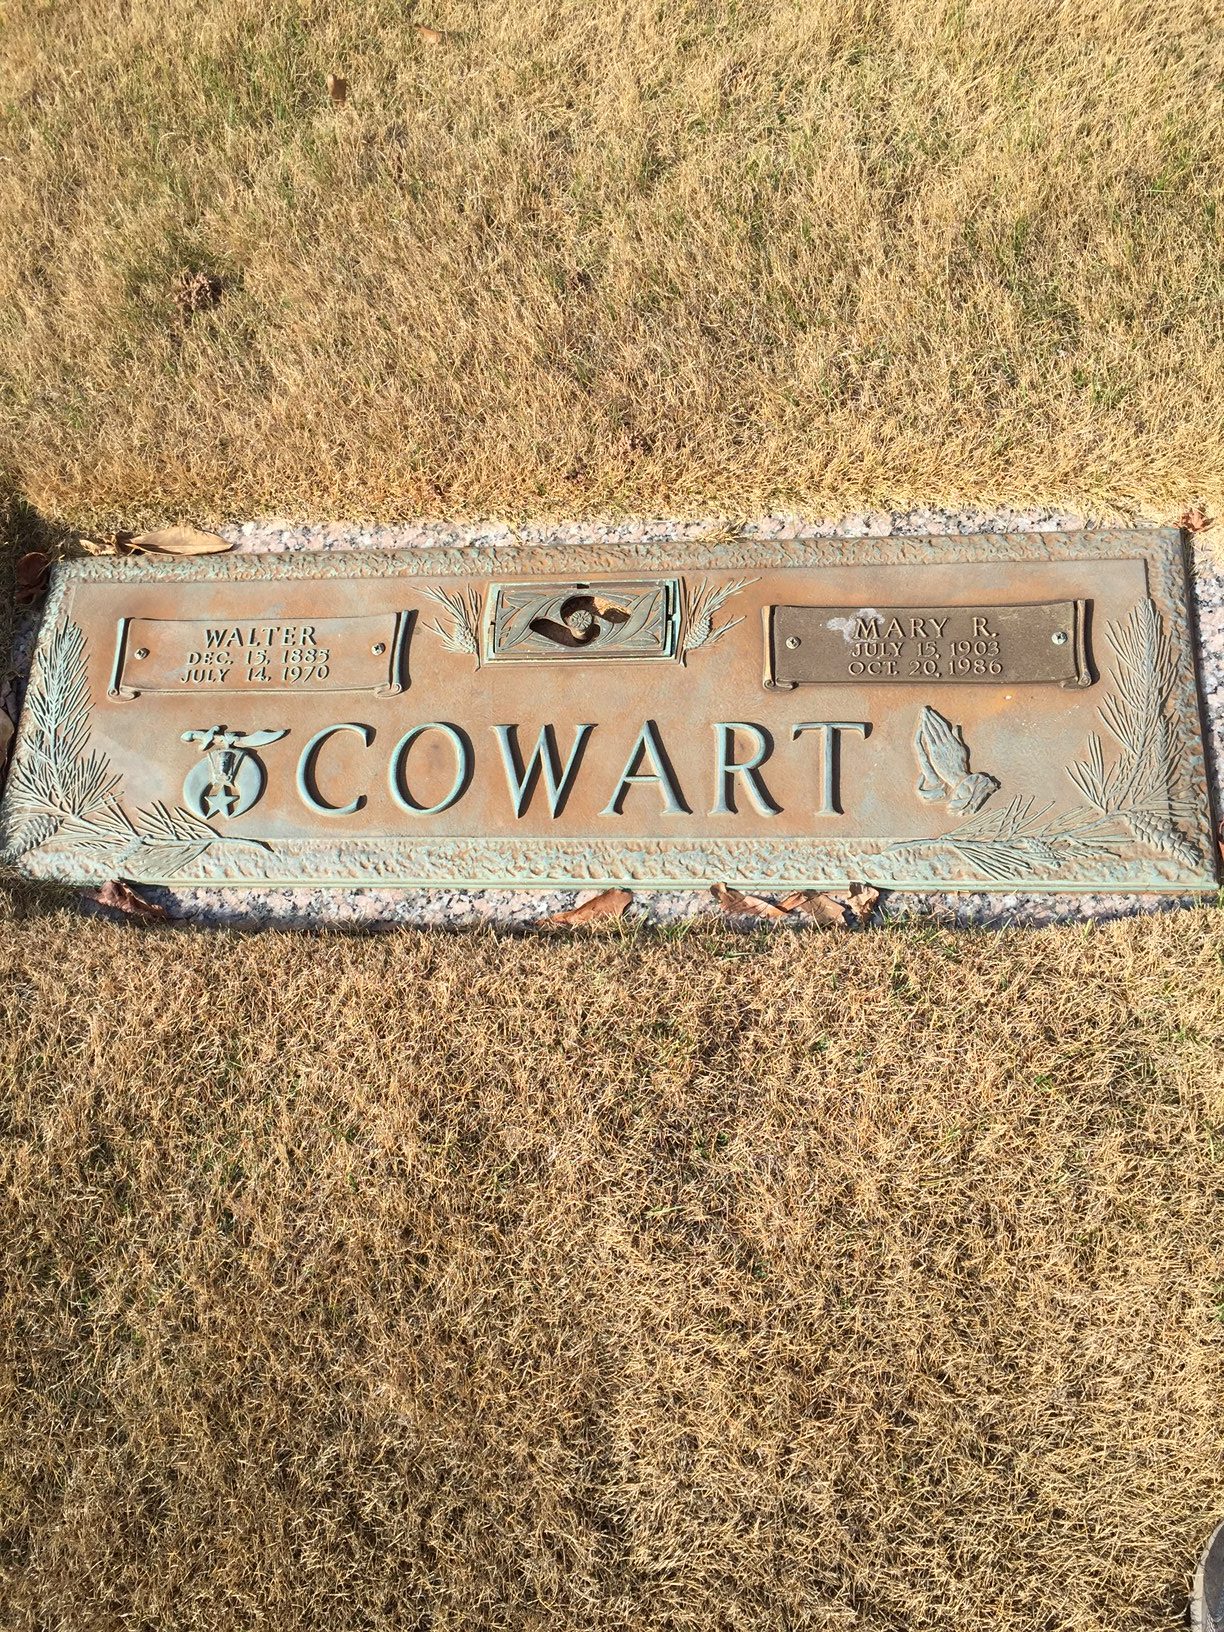 WALTER
DEC. 15, 1885
JULY 14, 1970
MARY R.
JULY 15, 1903
OCT. 20, 1986
COWART